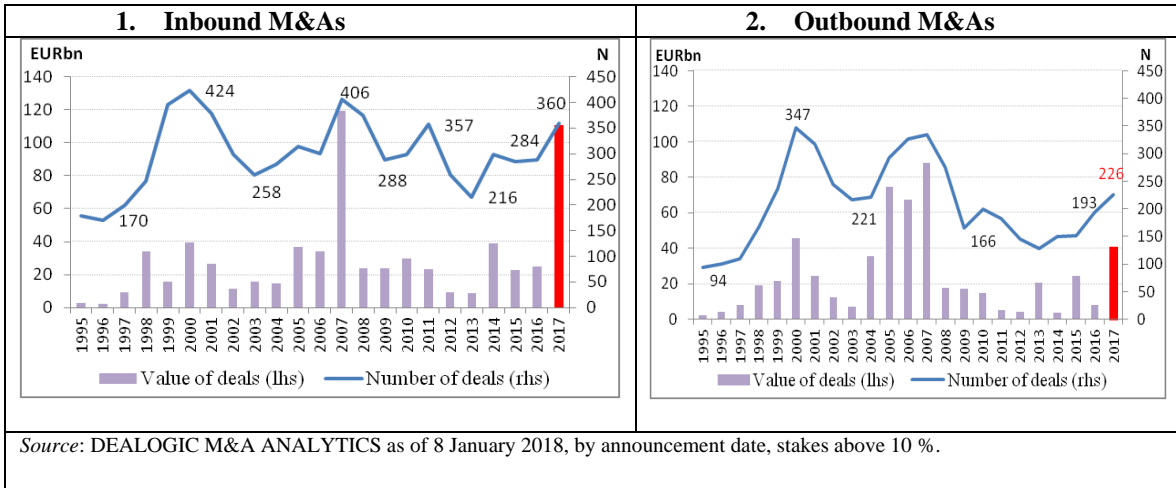 1. Inbound M&As
EURbn N
140 450
120 400
100 350
80 300
60 250
40 200
20 150
0 100
50
0
424 406 360
357
284
258 288 216
170
1995 1996 1997 1998 1999 2000 2001 2002 2003 2004 2005 2006 2007 2008 2009 2010 2011 2012 2013 2014 2015 2016 2017
Value of deals (lhs) Number of deals (rhs)
2. Outbound M&As
EURbn N
140 450
120 400
100 350
80 300
60 250
40 200
20 150
0 100
50
0
347
226
221 193
166
94
1995 1996 1997 1998 1999 2000 2001 2002 2003 2004 2005 2006 2007 2008 2009 2010 2011 2012 2013 2014 2015 2016 2017
Value of deals (lhs) Number of deals (rhs)
Source: DEALOGIC M&A ANALYTICS as of 8 January 2018, by announcement date, stakes above 10 %.